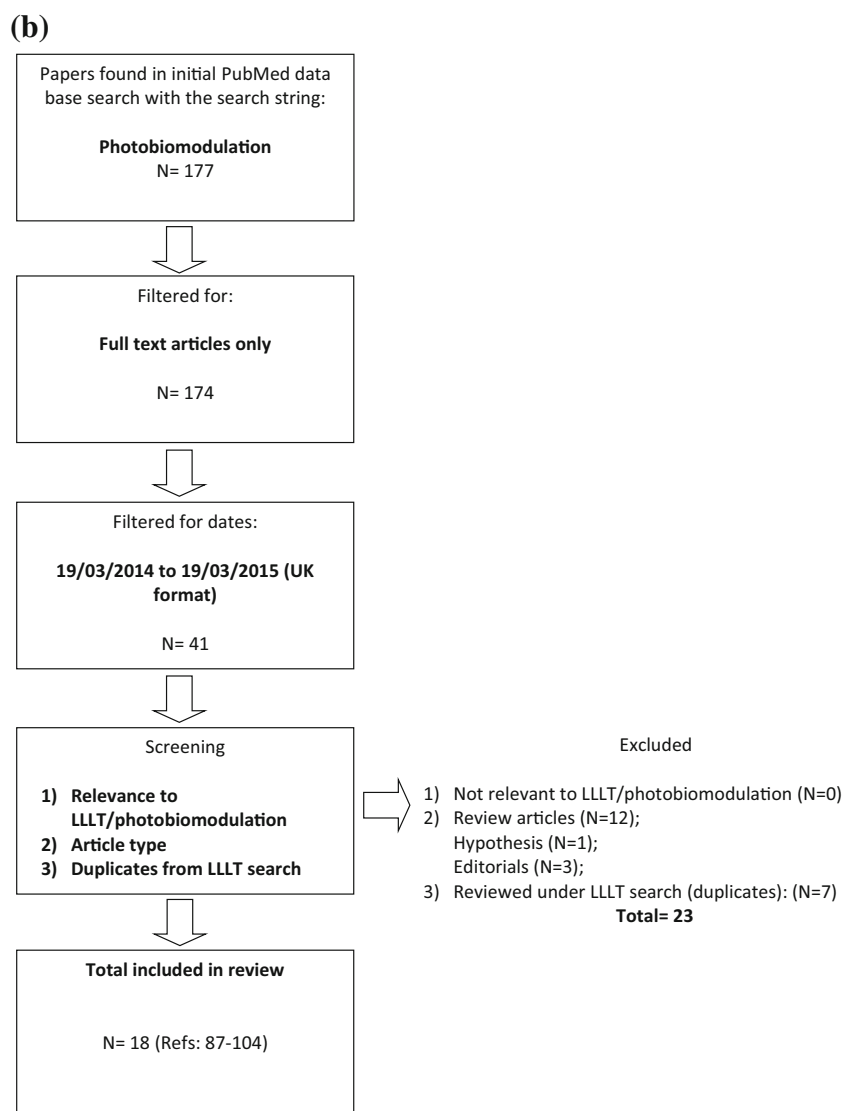 (b)
Papers found in initial PubMed data
base search with the search string:
Photobiomodulation
N= 177
Filtered for:
Full text articles only
N= 174
Filtered for dates:
19/03/2014 to 19/03/2015 (UK
format)
N= 41
Screening
1) Relevance to
LLLT/photobiomodulation
2) Article type
3) Duplicates from LLLT search
Excluded
1) Not relevant to LLLT/photobiomodulation (N=0)
2) Review articles (N=12);
Hypothesis (N=1);
Editorials (N=3);
3) Reviewed under LLLT search (duplicates): (N=7)
Total= 23
Total included in review
N= 18 (Refs: 87-104)